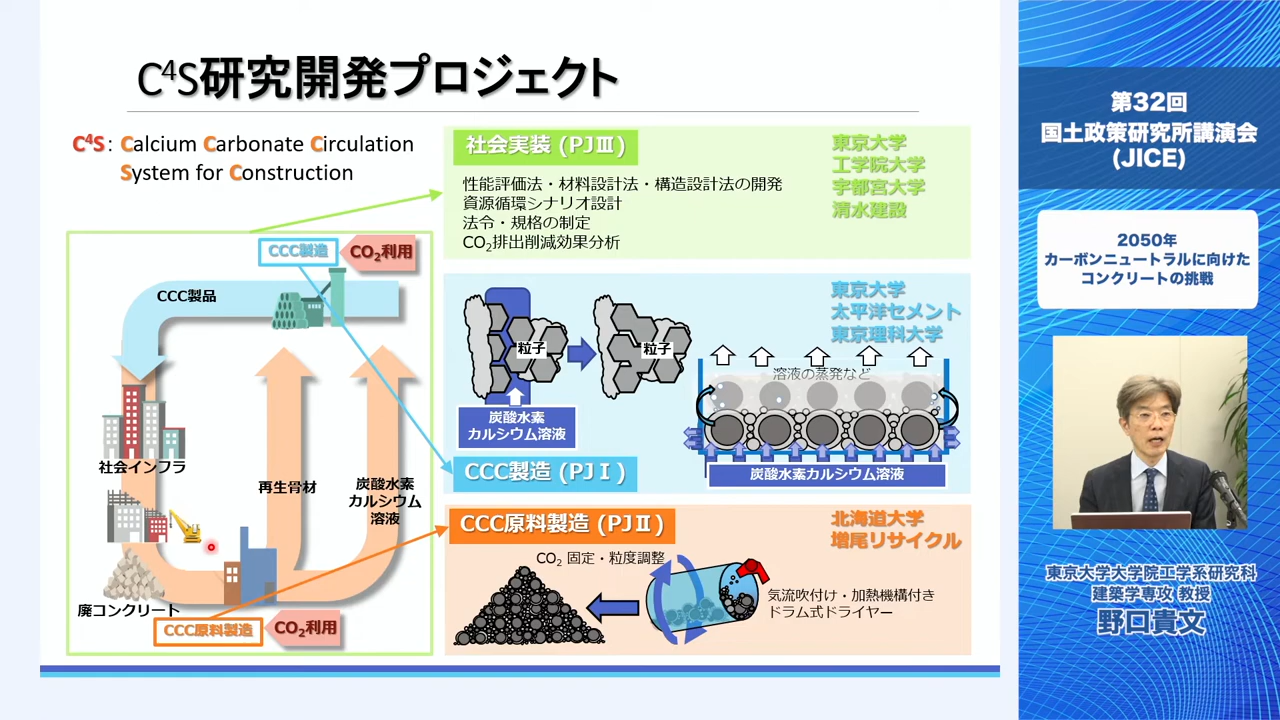 C⁴S研究開発プロジェクト
C⁴S: Calcium Carbonate Circulation
System for Construction
CCC製造
CO₂利用
CCC製品
社会インフラ
再生骨材
炭酸水素
カルシウム
溶液
廃コンクリート
CCC原料製造
CO₂利用
社会実装 (PJⅢ)
性能評価法・材料設計法・構造設計法の開発
資源循環シナリオ設計
法令・規格の制定
CO₂排出削減効果分析
東京大学
工学院大学
宇都宮大学
清水建設
粒子
粒子
炭酸水素
カルシウム溶液
CCC製造 (PJⅠ)
東京大学
太平洋セメント
東京理科大学
溶液の蒸発など
炭酸水素カルシウム溶液
CCC原料製造 (PJⅡ)
北海道大学
増尾リサイクル
CO₂ 固定・粒度調整
気流吹付け・加熱機構付き
ドラム式ドライヤー
第32回
国土政策研究所講演会
(JICE)
2050年
カーボンニュートラルに向けた
コンクリートの挑戦
東京大学大学院工学系研究科
建築学専攻 教授
野口貴文